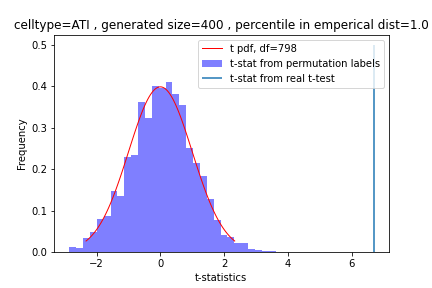 celltype=ATI , generated size=400 , percentile in emperical dist=1.0
t pdf, df=798
t-stat from permutation labels
t-stat from real t-test
Frequency
0.5
0.4
0.3
0.2
0.1
0.0
−2
0
2
4
6
t-statistics